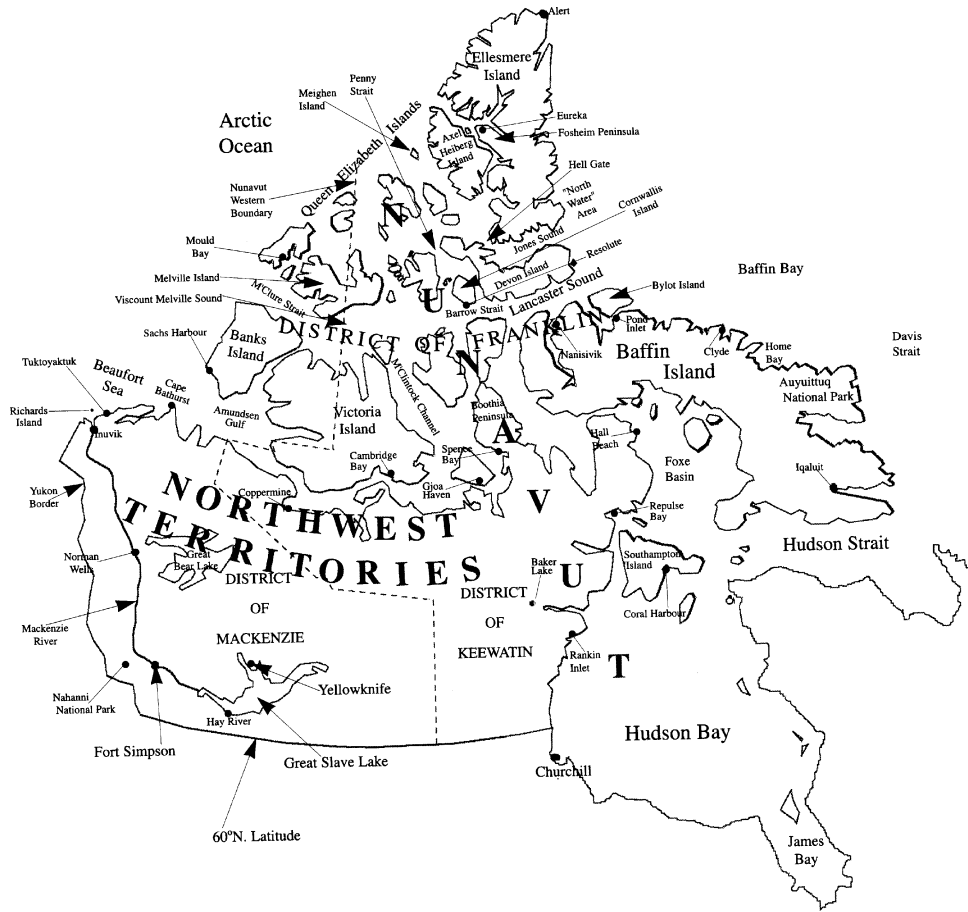 Alert
Ellesmere
Island
Penny
Strait
Meighen
Island
Arctic
Ocean
Queen Elizabeth Islands
Axel
Heiberg
Island
Eureka
Fosheim Peninsula
Hell Gate
"North
Water"
Area
Cornwallis
Island
Nunavut
Western
Boundary
Mould
Bay
Jones Sound
Resolute
Devon Island
Melville Island
M'Clure Strait
Viscount Melville Sound
Barrow Strait
Lancaster Sound
Bylot Island
Baffin Bay
Sachs Harbour
Banks
Island
DISTRICT OF FRANKLIN
Pond
Inlet
Nanisivik
Baffin
Island
Clyde
Home
Bay
Davis
Strait
Auyuittuq
National Park
Tuktoyaktuk
Beaufort
Sea
Cape
Bathurst
Richards
Island
Inuvik
Amundsen
Gulf
Victoria
Island
M'Clintock Channel
Boothia
Peninsula
Hall
Beach
Foxe
Basin
Iqaluit
Cambridge
Bay
Spence
Bay
Gjoa
Haven
Coppermine
Yukon
Border
NORTHWEST
TERRITORIES
NUNAVUT
Repulse
Bay
Hudson Strait
Norman
Wells
Great
Bear Lake
DISTRICT
OF
MACKENZIE
Baker
Lake
Southampton
Island
Coral Harbour
DISTRICT
OF
KEEWATIN
Mackenzie
River
Rankin
Inlet
Nahanni
National Park
Yellowknife
Hay River
Fort Simpson
Great Slave Lake
Hudson Bay
Churchill
60°N. Latitude
James
Bay